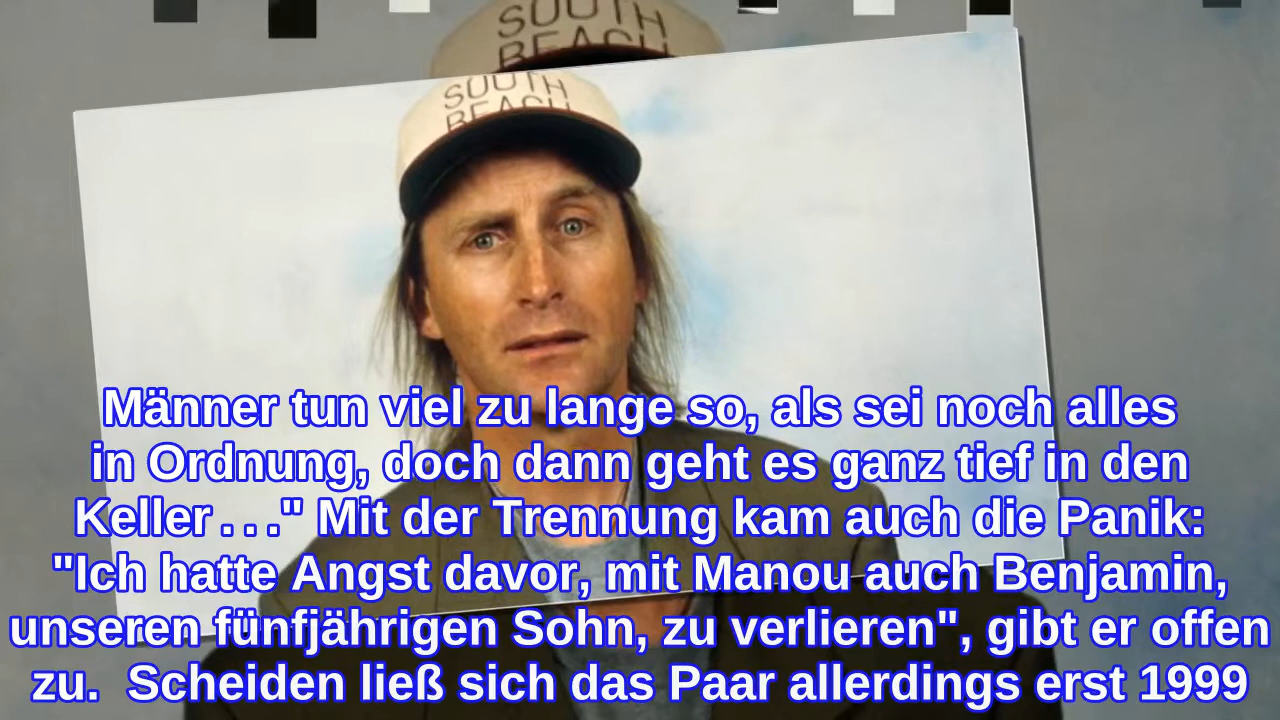 SOUTH
BEACH
SOUTH
BEACH
Männer tun viel zu lange so, als sei noch alles
in Ordnung, doch dann geht es ganz tief in den
Keller . . ." Mit der Trennung kam auch die Panik:
"Ich hatte Angst davor, mit Manou auch Benjamin,
unseren fünfjährigen Sohn, zu verlieren", gibt er offen
zu.  Scheiden ließ sich das Paar allerdings erst 1999